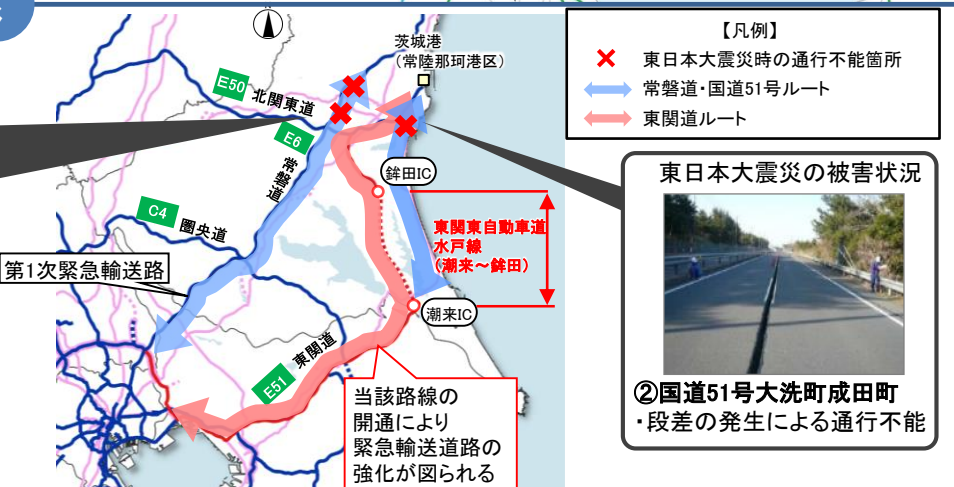 茨城港
(常陸那珂港区)
E50
北関東道
E6
常磐道
C4
圏央道
第1次緊急輸送路
鉾田IC
東関東自動車道
水戸線
(潮来~鉾田)
潮来IC
E51
東関道
当該路線の
開通により
緊急輸送道路の
強化が図られる
【凡例】
東日本大震災時の通行不能箇所
常磐道・国道51号ルート
東関道ルート
東日本大震災の被害状況
②国道51号大洗町成田町
・段差の発生による通行不能